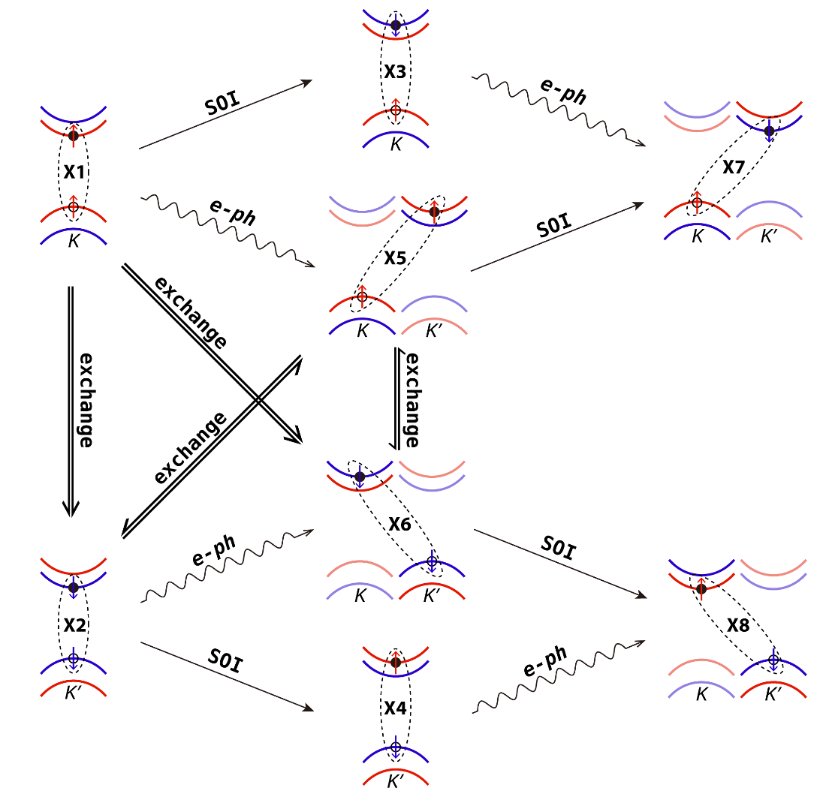 X3
K
SOI
e-ph
X1
K
X7
K K′
e-ph
X5
K K′
SOI
exchange
exchange
exchange
exchange
X6
K K′
e-ph
SOI
X2
K′
X8
K K′
SOI
X4
K′
e-ph